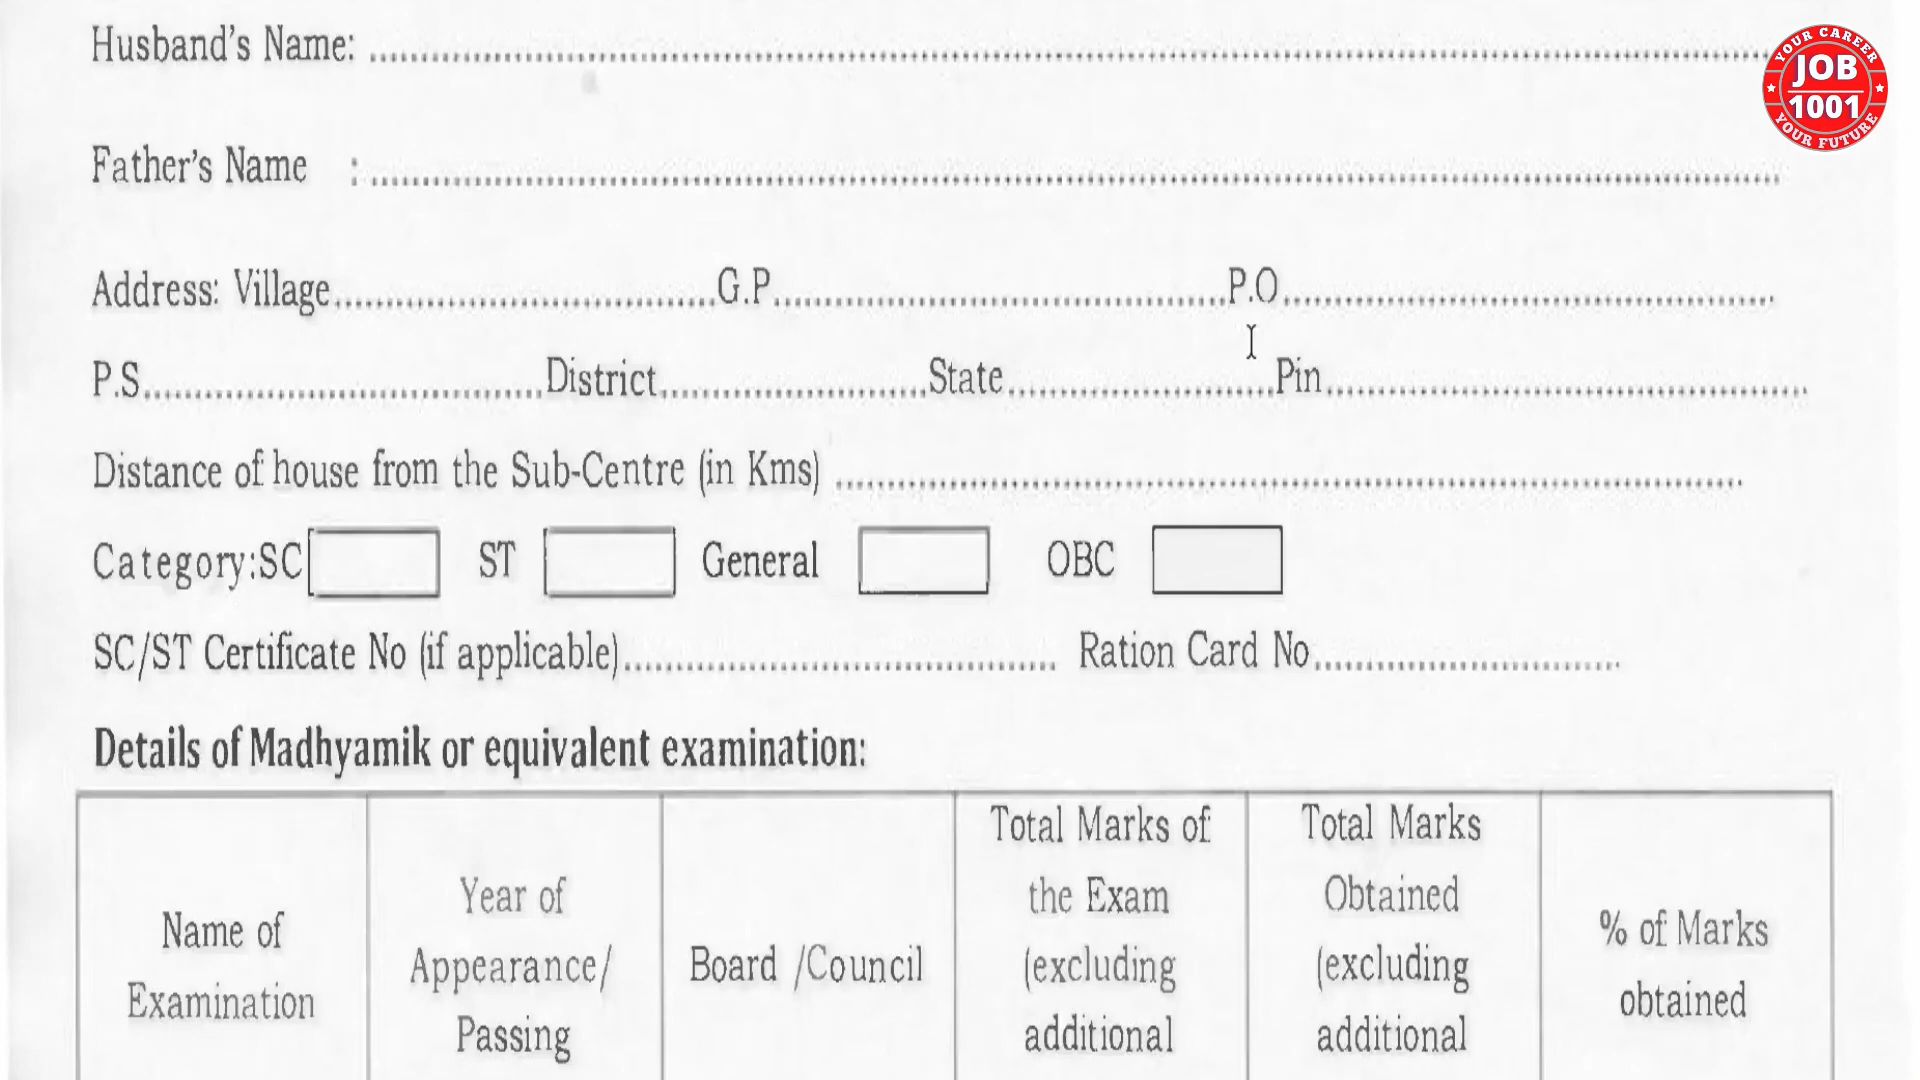 Husband's Name: ........................................................
Father's Name : ........................................................
Address: Village....................G.P....................P.O....................
P.S....................District....................State....................Pin....................
Distance of house from the Sub-Centre (in Kms) ........................................
Category:SC ST General OBC
SC/ST Certificate No (if applicable).................... Ration Card No....................
Details of Madhyamik or equivalent examination:
Name of
Examination
Year of
Appearance/
Passing
Board /Council
Total Marks of
the Exam
(excluding
additional
Total Marks
Obtained
(excluding
additional
% of Marks
obtained
YOUR CAREER
JOB
1001
YOUR FUTURE